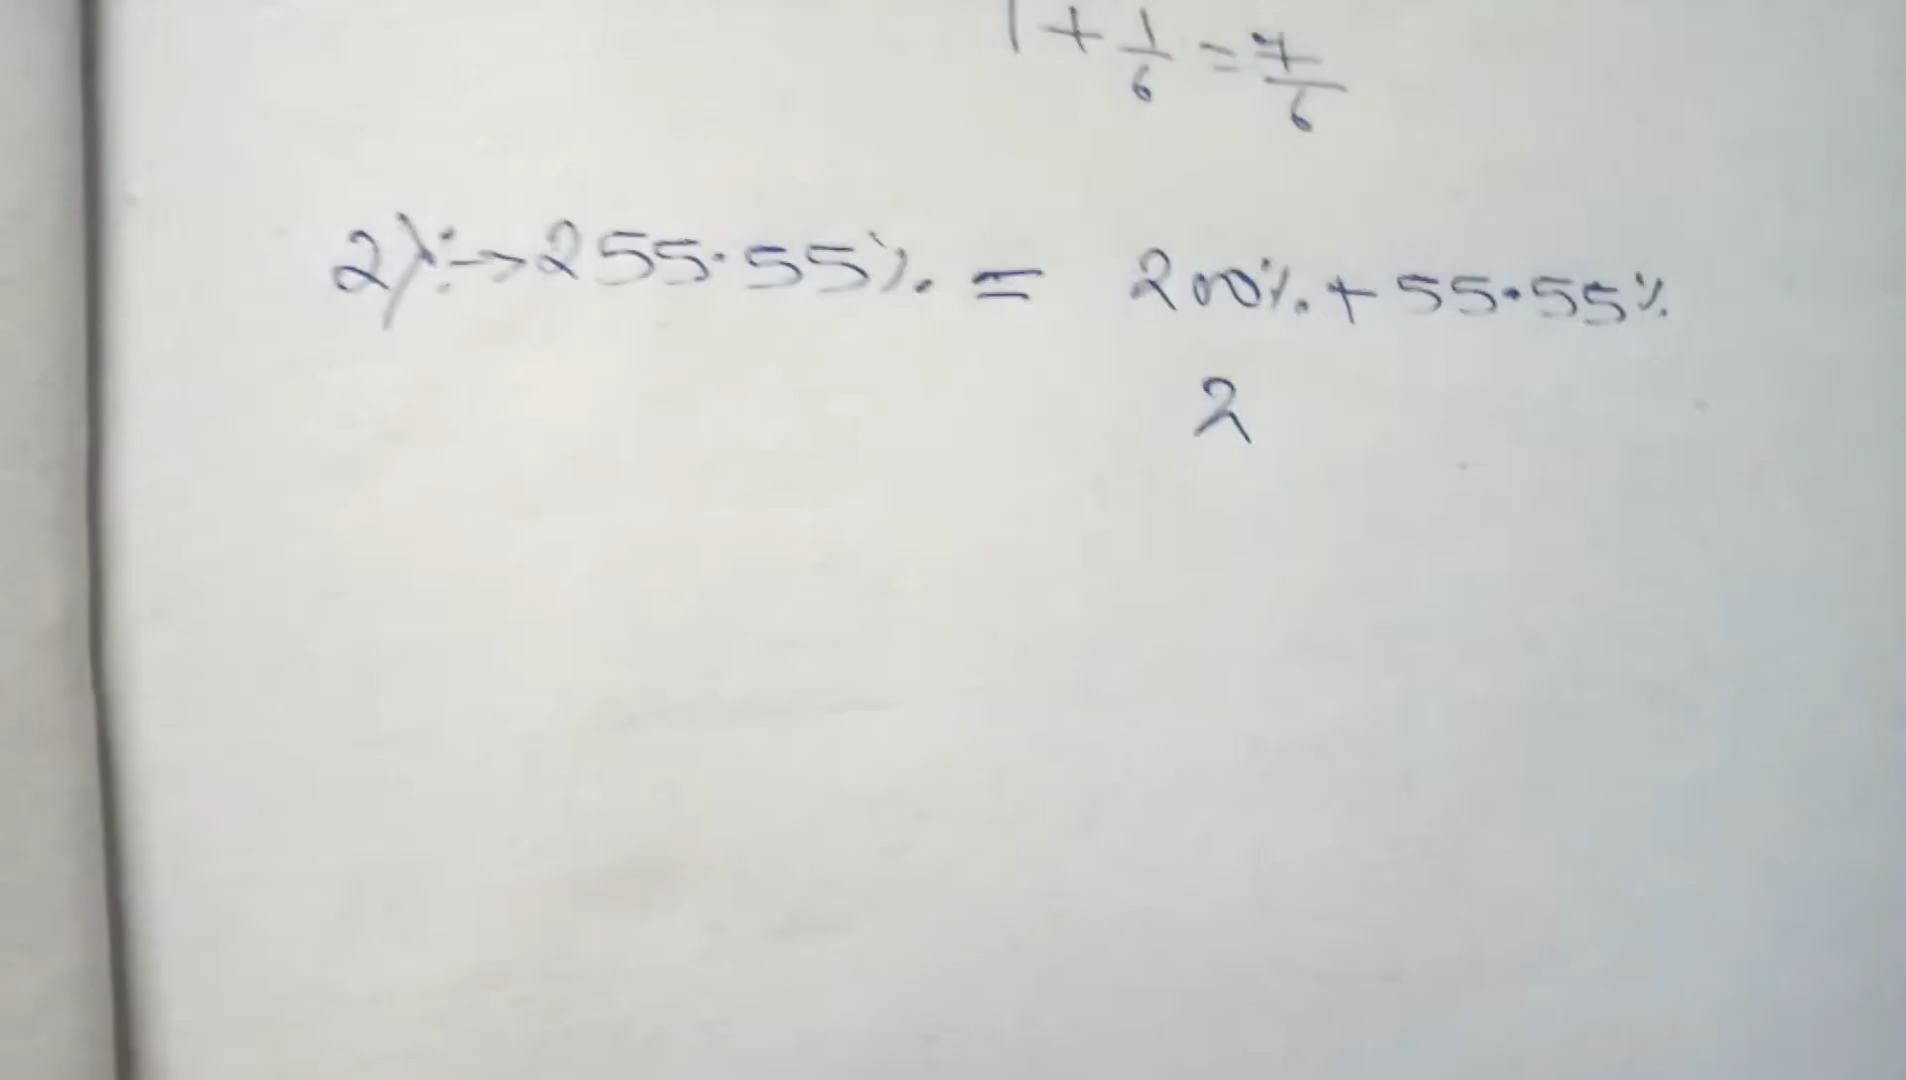 1 + 1/6 = 7/6
2) :→ 255.55% = 200% + 55.55%
2